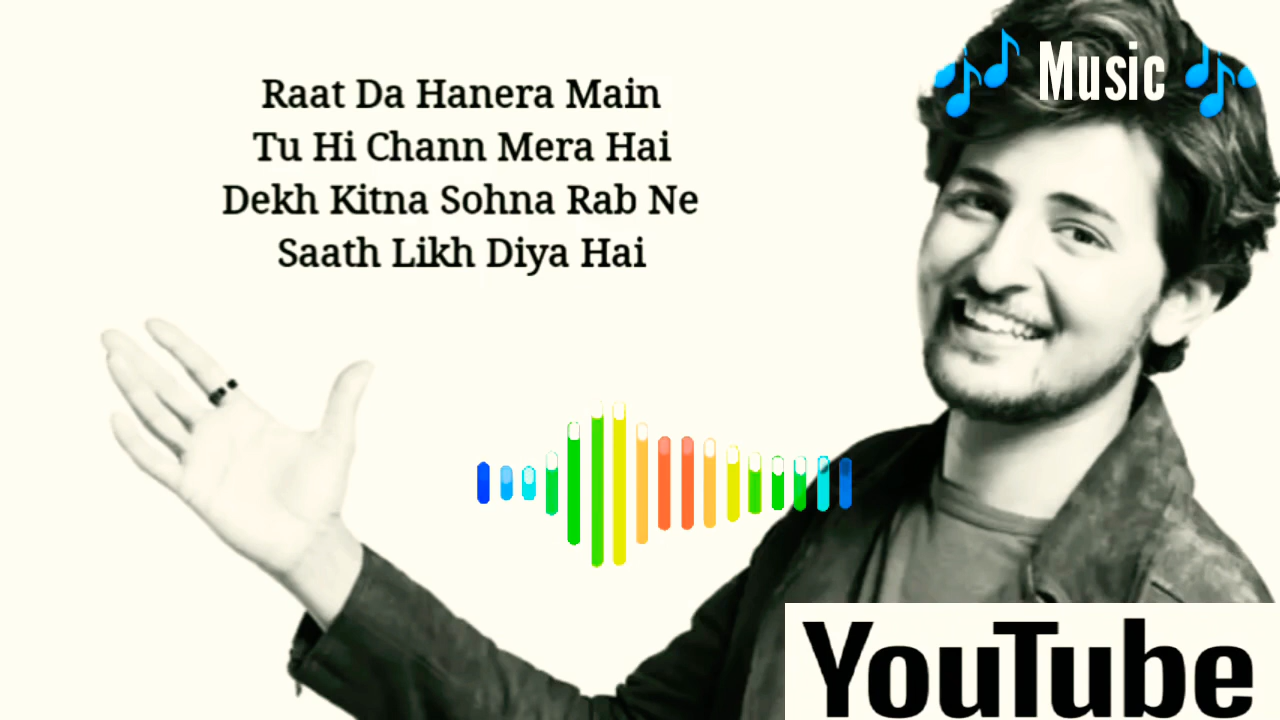 🎵 Music 🎵
Raat Da Hanera Main
Tu Hi Chann Mera Hai
Dekh Kitna Sohna Rab Ne
Saath Likh Diya Hai
YouTube